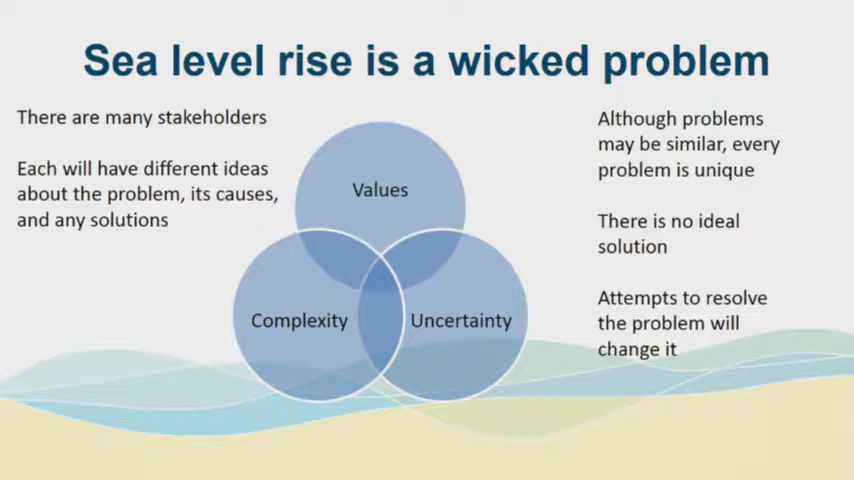 Sea level rise is a wicked problem
There are many stakeholders
Each will have different ideas
about the problem, its causes,
and any solutions
Values
Complexity
Uncertainty
Although problems
may be similar, every
problem is unique
There is no ideal
solution
Attempts to resolve
the problem will
change it